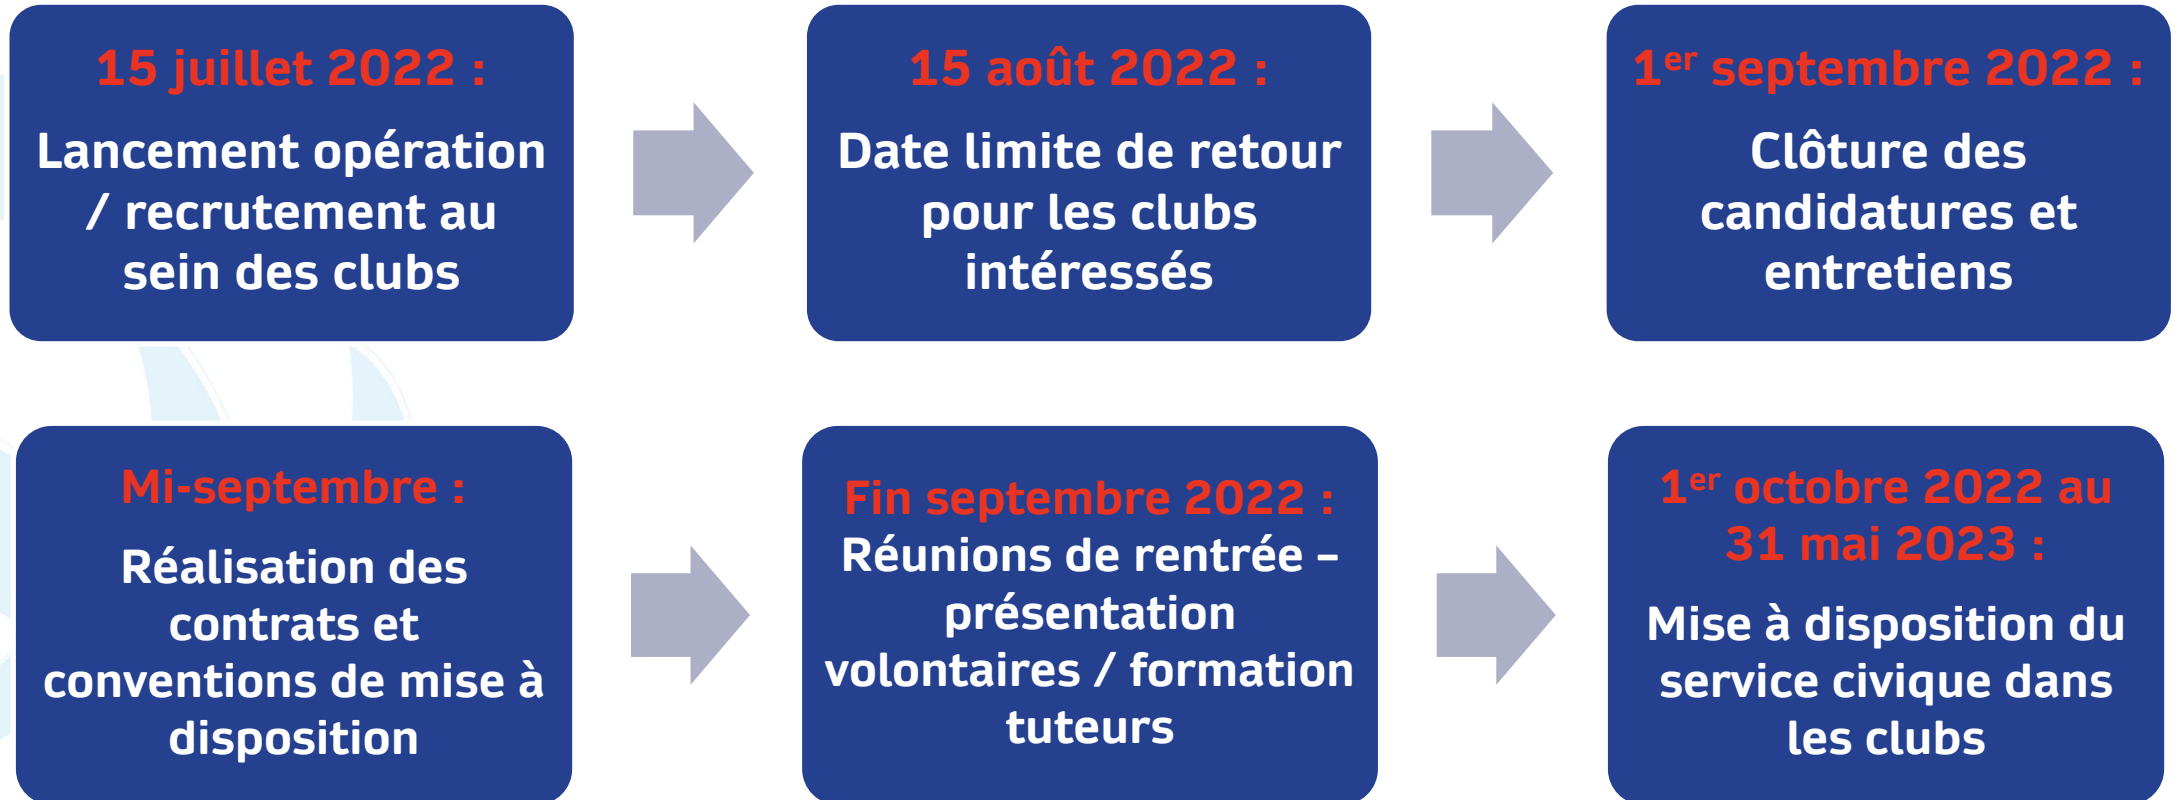 15 juillet 2022 :
Lancement opération
/ recrutement au
sein des clubs
15 août 2022 :
Date limite de retour
pour les clubs
intéressés
1er septembre 2022 :
Clôture des
candidatures et
entretiens
Mi-septembre :
Réalisation des
contrats et
conventions de mise à
disposition
Fin septembre 2022 :
Réunions de rentrée –
présentation
volontaires / formation
tuteurs
1er octobre 2022 au
31 mai 2023 :
Mise à disposition du
service civique dans
les clubs